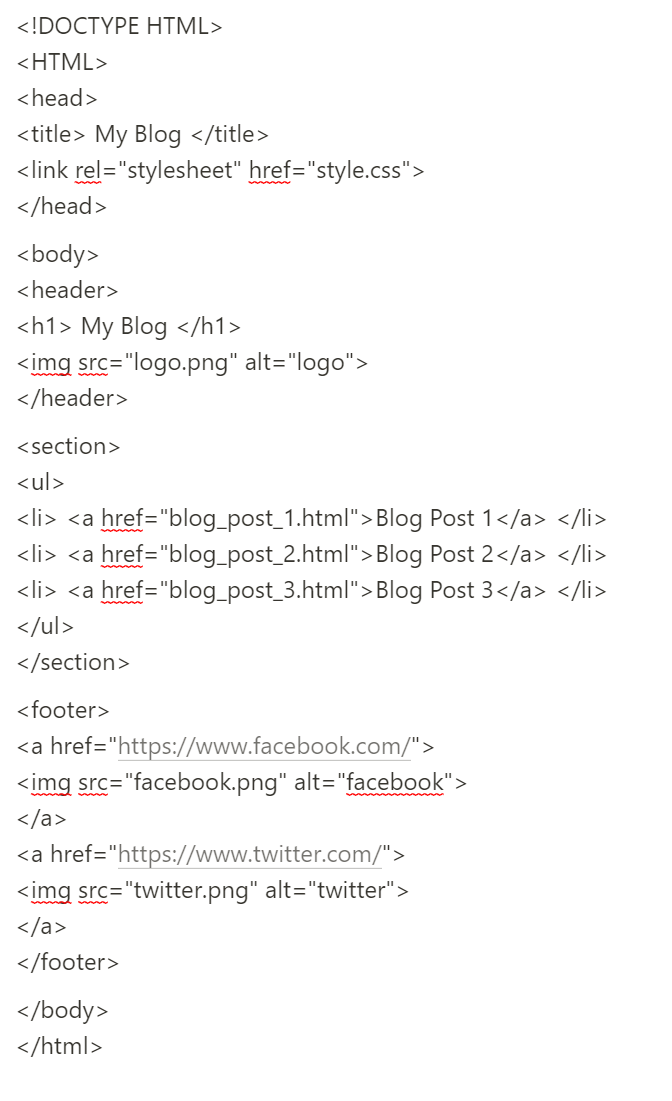 <!DOCTYPE HTML>
<HTML>
<head>
<title> My Blog </title>
<link rel="stylesheet" href="style.css">
</head>
<body>
<header>
<h1> My Blog </h1>
<img src="logo.png" alt="logo">
</header>
<section>
<ul>
<li> <a href="blog_post_1.html">Blog Post 1</a> </li>
<li> <a href="blog_post_2.html">Blog Post 2</a> </li>
<li> <a href="blog_post_3.html">Blog Post 3</a> </li>
</ul>
</section>
<footer>
<a href="https://www.facebook.com/">
<img src="facebook.png" alt="facebook">
</a>
<a href="https://www.twitter.com/">
<img src="twitter.png" alt="twitter">
</a>
</footer>
</body>
</html>